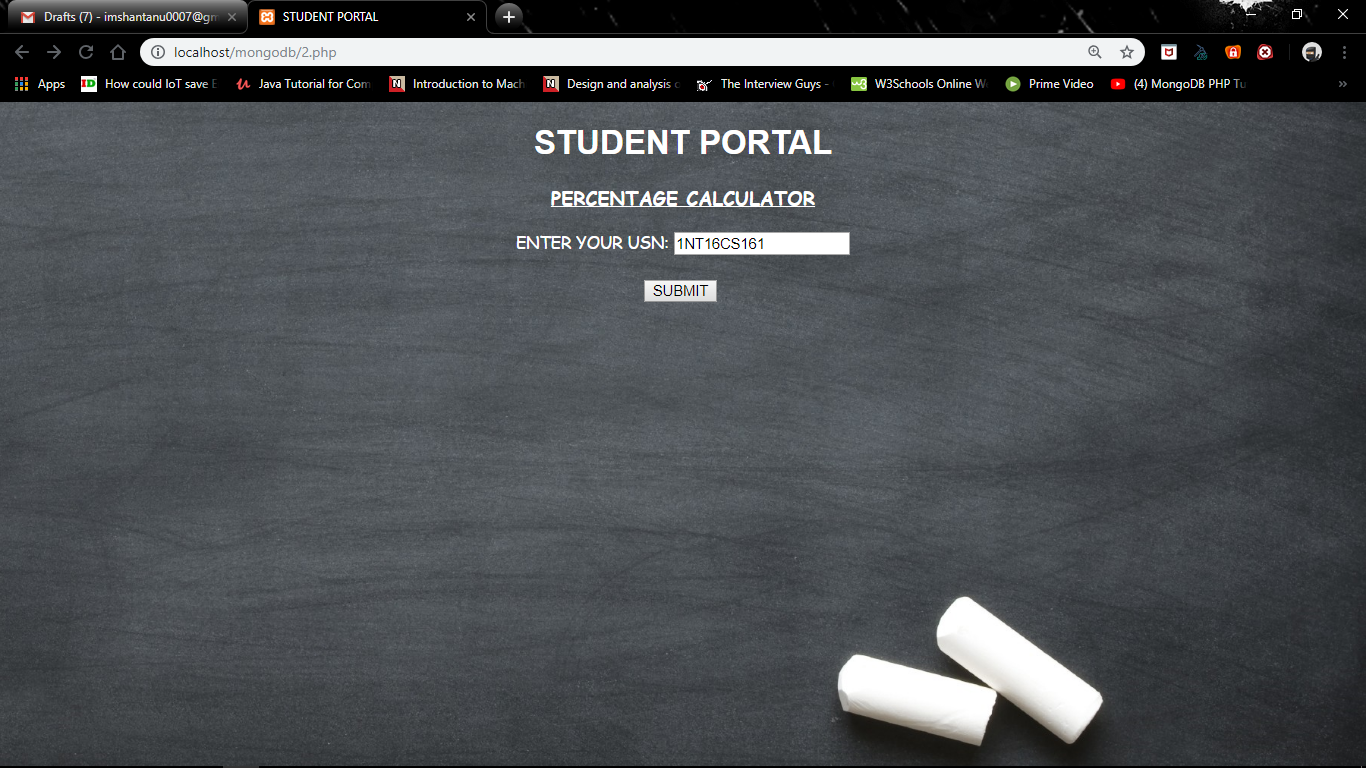 Drafts (7) - imshantanu0007@gm
STUDENT PORTAL
localhost/mongodb/2.php
Apps
How could IoT save E
Java Tutorial for Com
Introduction to Mach
Design and analysis c
The Interview Guys -
W3Schools Online W
Prime Video
(4) MongoDB PHP Tu
STUDENT PORTAL
PERCENTAGE CALCULATOR
ENTER YOUR USN: 1NT16CS161
SUBMIT